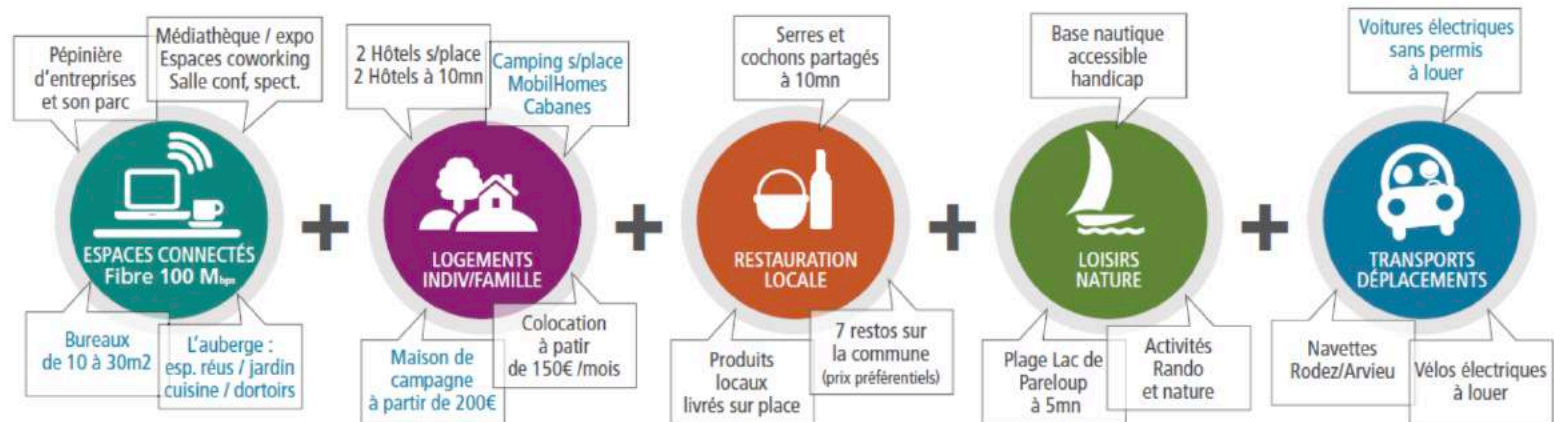 Pépinière
d'entreprises
et son parc
Médiathèque / expo
Espaces coworking
Salle conf, spect.
ESPACES CONNECTÉS
Fibre 100 Mbps
Bureaux
de 10 à 30m2
L'auberge :
esp. réus / jardin
cuisine / dortoirs
2 Hôtels s/place
2 Hôtels à 10mn
Camping s/place
MobilHomes
Cabanes
LOGEMENTS
INDIV/FAMILLE
Maison de
campagne
à partir de 200€
Colocation
à patir
de 150€ /mois
Serres et
cochons partagés
à 10mn
RESTAURATION
LOCALE
Produits
locaux
livrés sur place
7 restos sur
la commune
(prix préférentiels)
Base nautique
accessible
handicap
LOISIRS
NATURE
Plage Lac de
Pareloup
à 5mn
Activités
Rando
et nature
Voitures électriques
sans permis
à louer
TRANSPORTS
DÉPLACEMENTS
Navettes
Rodez/Arvieu
Vélos électriques
à louer